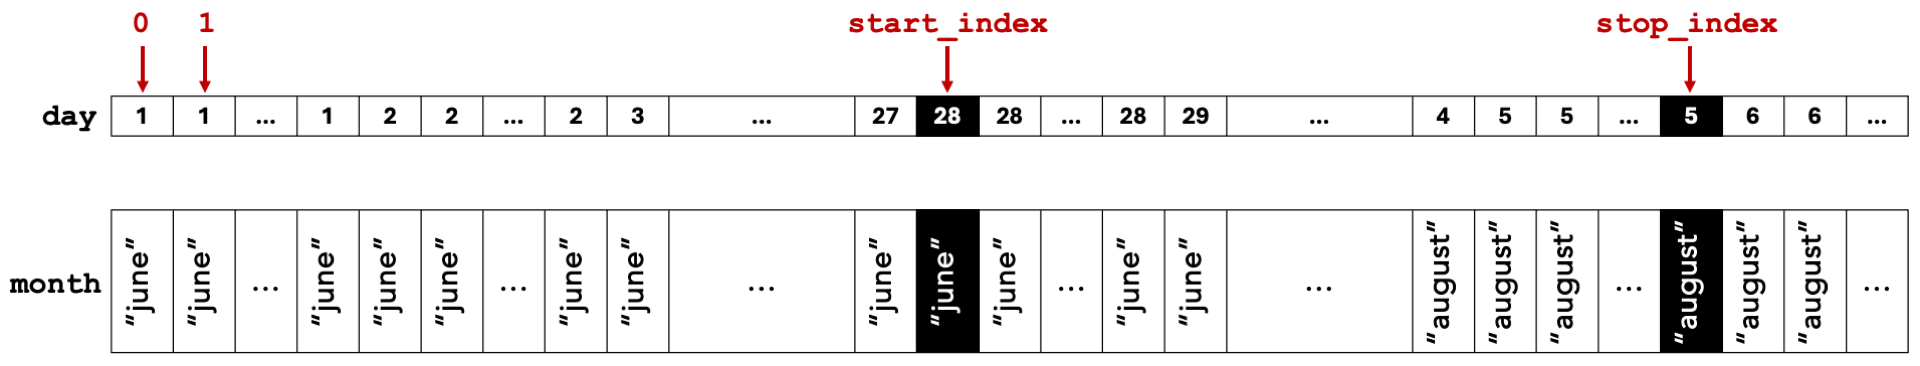 0 1 start_index stop_index
day 1 1 ... 1 2 2 ... 2 3 ... 27 28 28 ... 28 29 ... 4 5 5 ... 5 6 6 ...
month "june" "june" ... "june" "june" "june" ... "june" "june" ... "june" "june" "june" ... "june" "june" ... "august" "august" "august" ... "august" "august" "august" ...